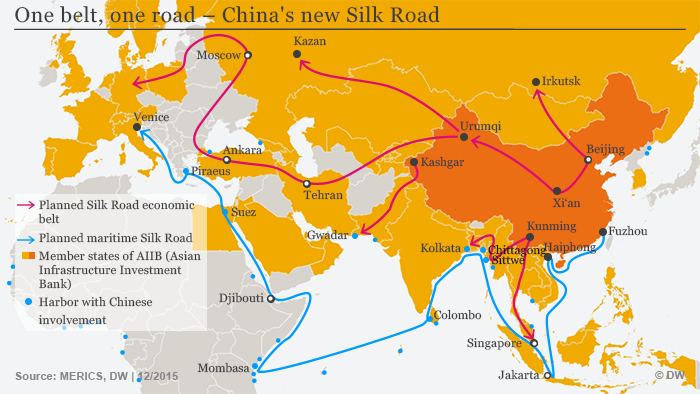 One belt, one road – China's new Silk Road
Kazan
Moscow
Irkutsk
Venice
Urumqi
Ankara
Beijing
Kashgar
Piraeus
Tehran
Xi'an
Planned Silk Road economic
belt
Suez
Kunming
Fuzhou
Gwadar
Planned maritime Silk Road
Kolkata
Chittagong
Haiphong
Member states of AIIB (Asian
Infrastructure Investment
Bank)
Sittwe
Djibouti
Harbor with Chinese
involvement
Colombo
Singapore
Mombasa
Jakarta
Source: MERICS, DW | 12/2015
© DW